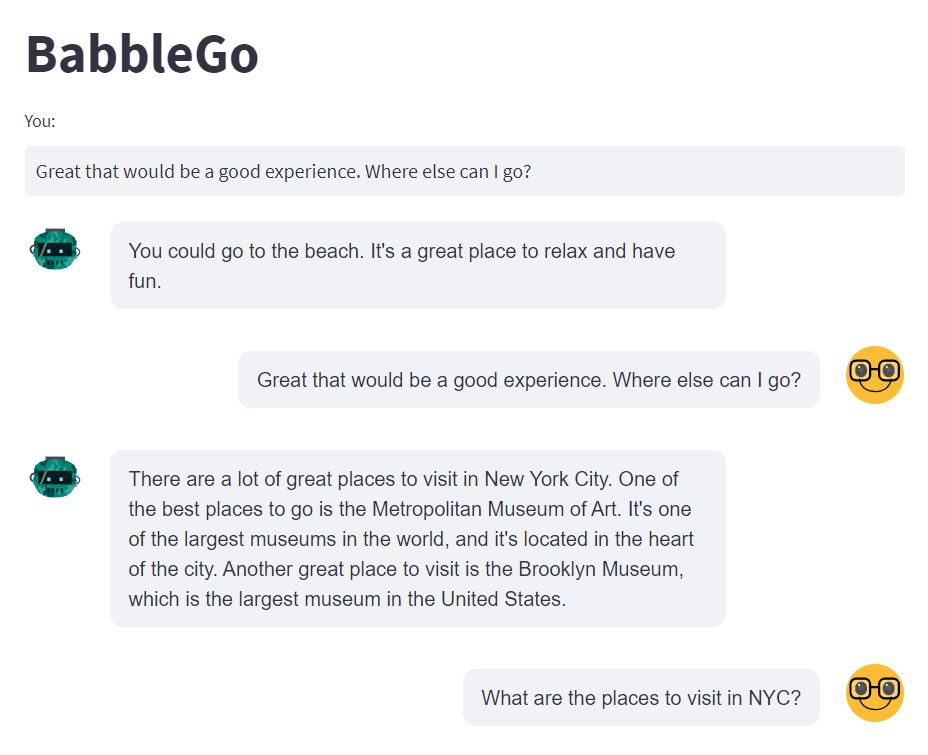 BabbleGo
You:
Great that would be a good experience. Where else can I go?
You could go to the beach. It's a great place to relax and have
fun.
Great that would be a good experience. Where else can I go?
There are a lot of great places to visit in New York City. One of
the best places to go is the Metropolitan Museum of Art. It's one
of the largest museums in the world, and it's located in the heart
of the city. Another great place to visit is the Brooklyn Museum,
which is the largest museum in the United States.
What are the places to visit in NYC?